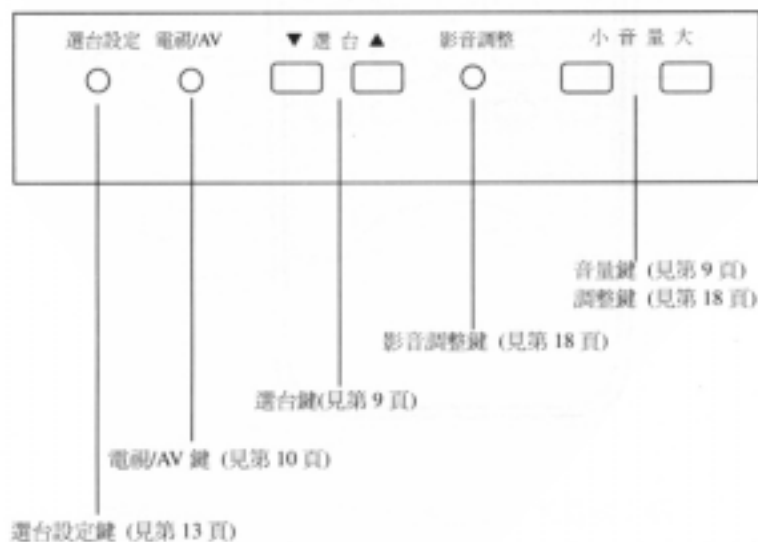 選台設定 電視/AV ▼ 選 台 ▲ 影音調整 小 音 量 大
音量鍵 (見第 9 頁)
調整鍵 (見第 18 頁)
影音調整鍵 (見第 18 頁)
選台鍵(見第 9 頁)
電視/AV 鍵 (見第 10 頁)
選台設定鍵 (見第 13 頁)